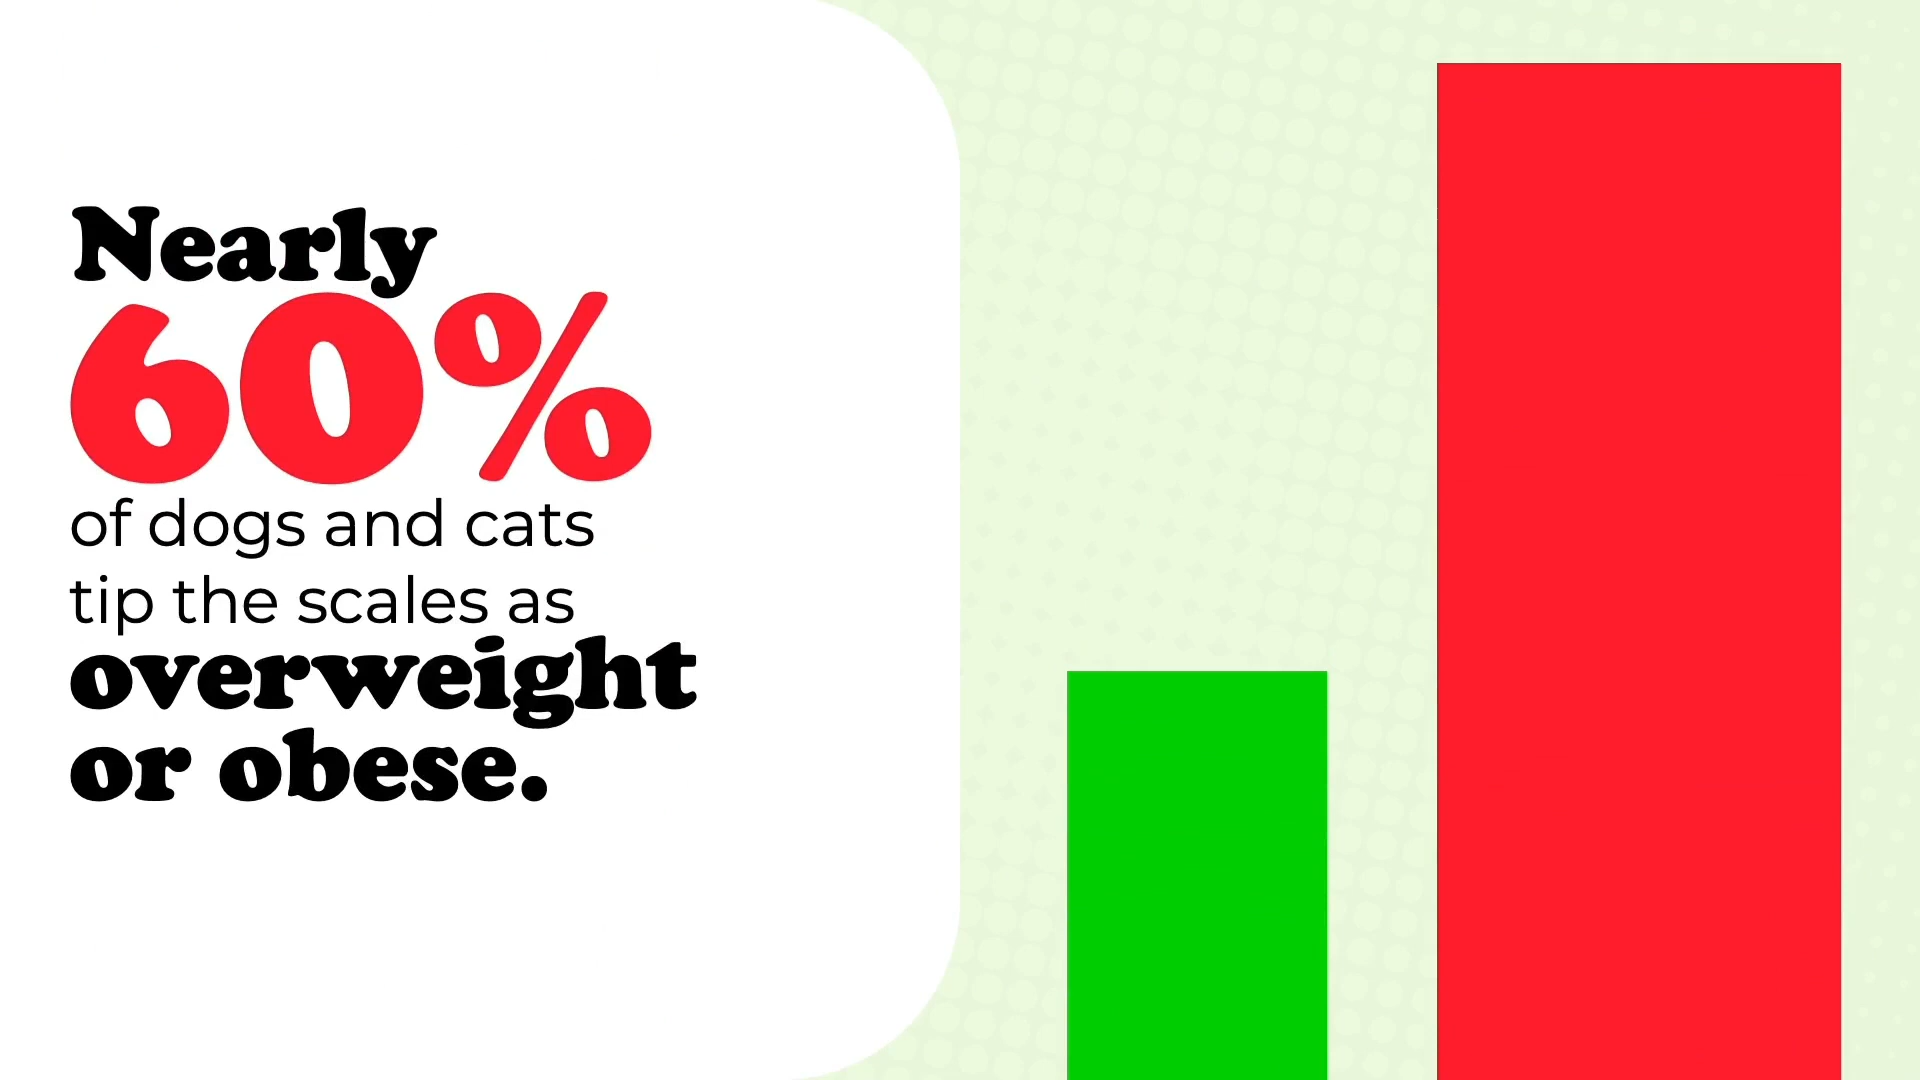 Nearly
60%
of dogs and cats
tip the scales as
overweight
or obese.